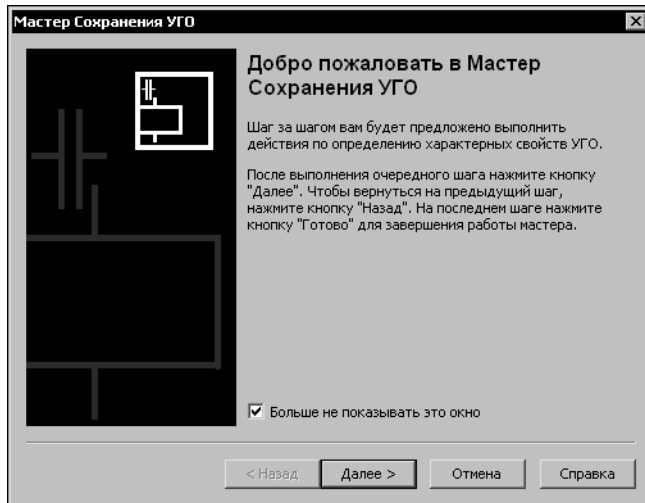 Мастер Сохранения УГО
Добро пожаловать в Мастер
Сохранения УГО
Шаг за шагом вам будет предложено выполнить
действия по определению характерных свойств УГО.
После выполнения очередного шага нажмите кнопку
"Далее". Чтобы вернуться на предыдущий шаг,
нажмите кнопку "Назад". На последнем шаге нажмите
кнопку "Готово" для завершения работы мастера.
Больше не показывать это окно
< Назад
Далее >
Отмена
Справка